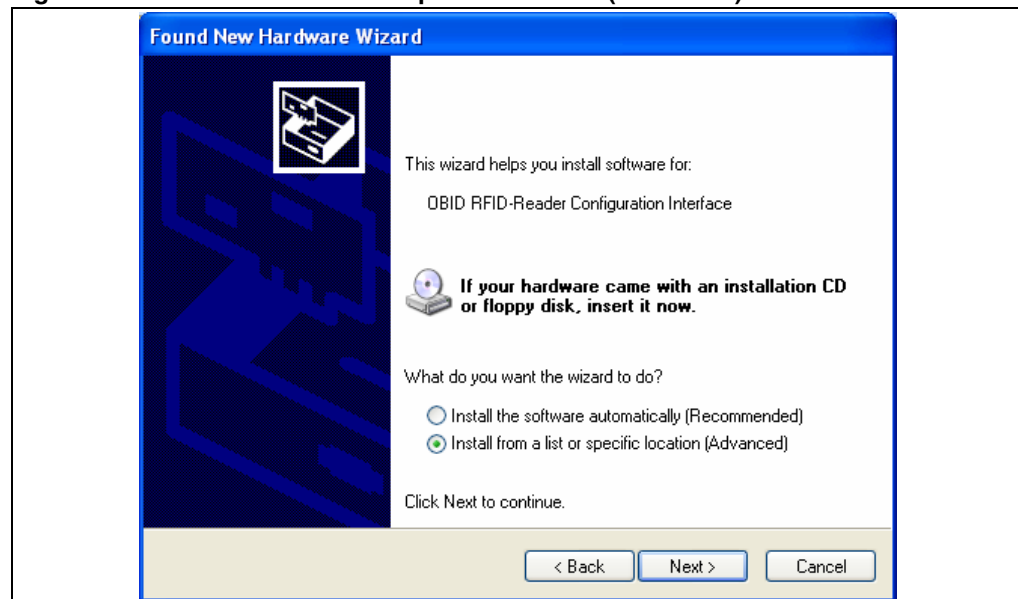 Found New Hardware Wizard
This wizard helps you install software for:
OBID RFID-Reader Configuration Interface
If your hardware came with an installation CD
or floppy disk, insert it now.
What do you want the wizard to do?
Install the software automatically (Recommended)
Install from a list or specific location (Advanced)
Click Next to continue.
< Back Next > Cancel